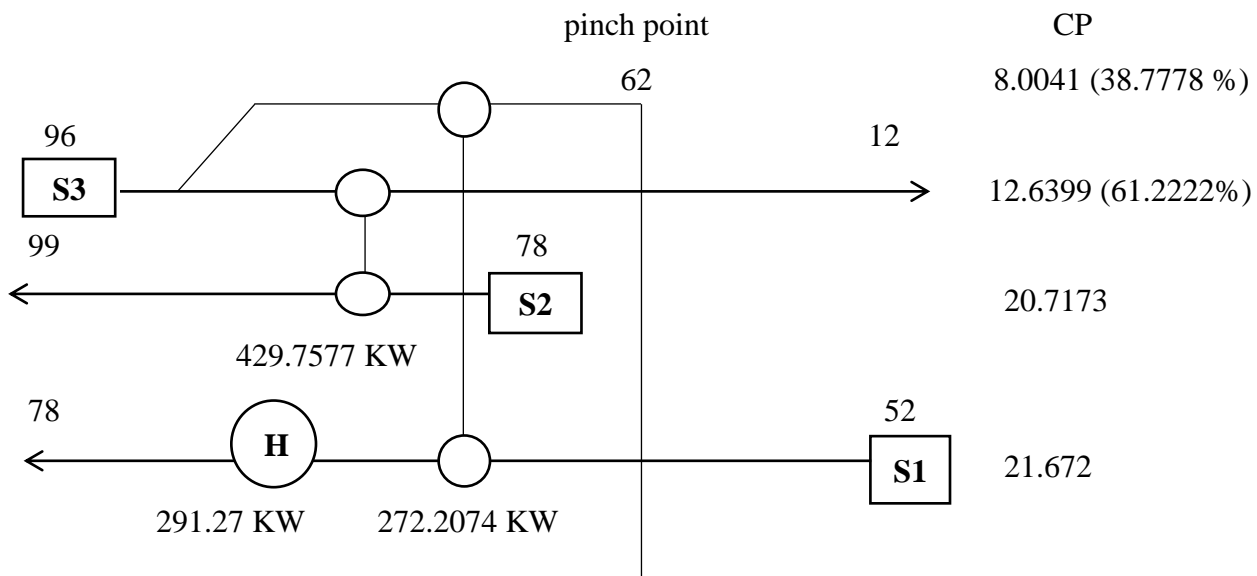 pinch point CP
62 8.0041 (38.7778 %)
96 12
S3 12.6399 (61.2222%)
99 78
S2 20.7173
429.7577 KW
78 52
H S1 21.672
291.27 KW 272.2074 KW